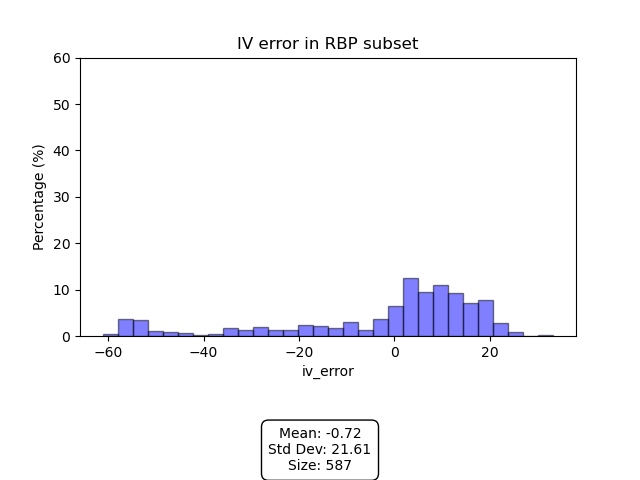 IV error in RBP subset
60
50
40
30
20
10
0
Percentage (%)
−60 −40 −20 0 20
iv_error
Mean: -0.72
Std Dev: 21.61
Size: 587